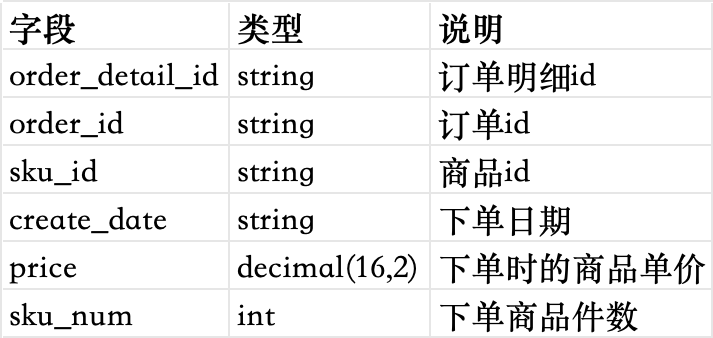 字段 类型 说明
order_detail_id string 订单明细id
order_id string 订单id
sku_id string 商品id
create_date string 下单日期
price decimal(16,2) 下单时的商品单价
sku_num int 下单商品件数